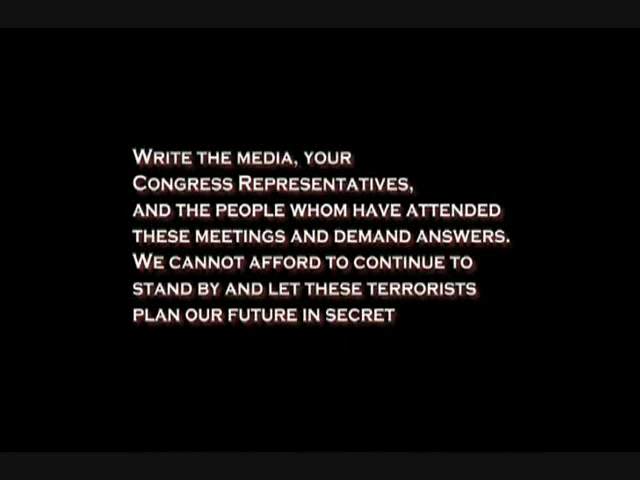 Write the media, your
Congress Representatives,
and the people whom have attended
these meetings and demand answers.
We cannot afford to continue to
stand by and let these terrorists
plan our future in secret